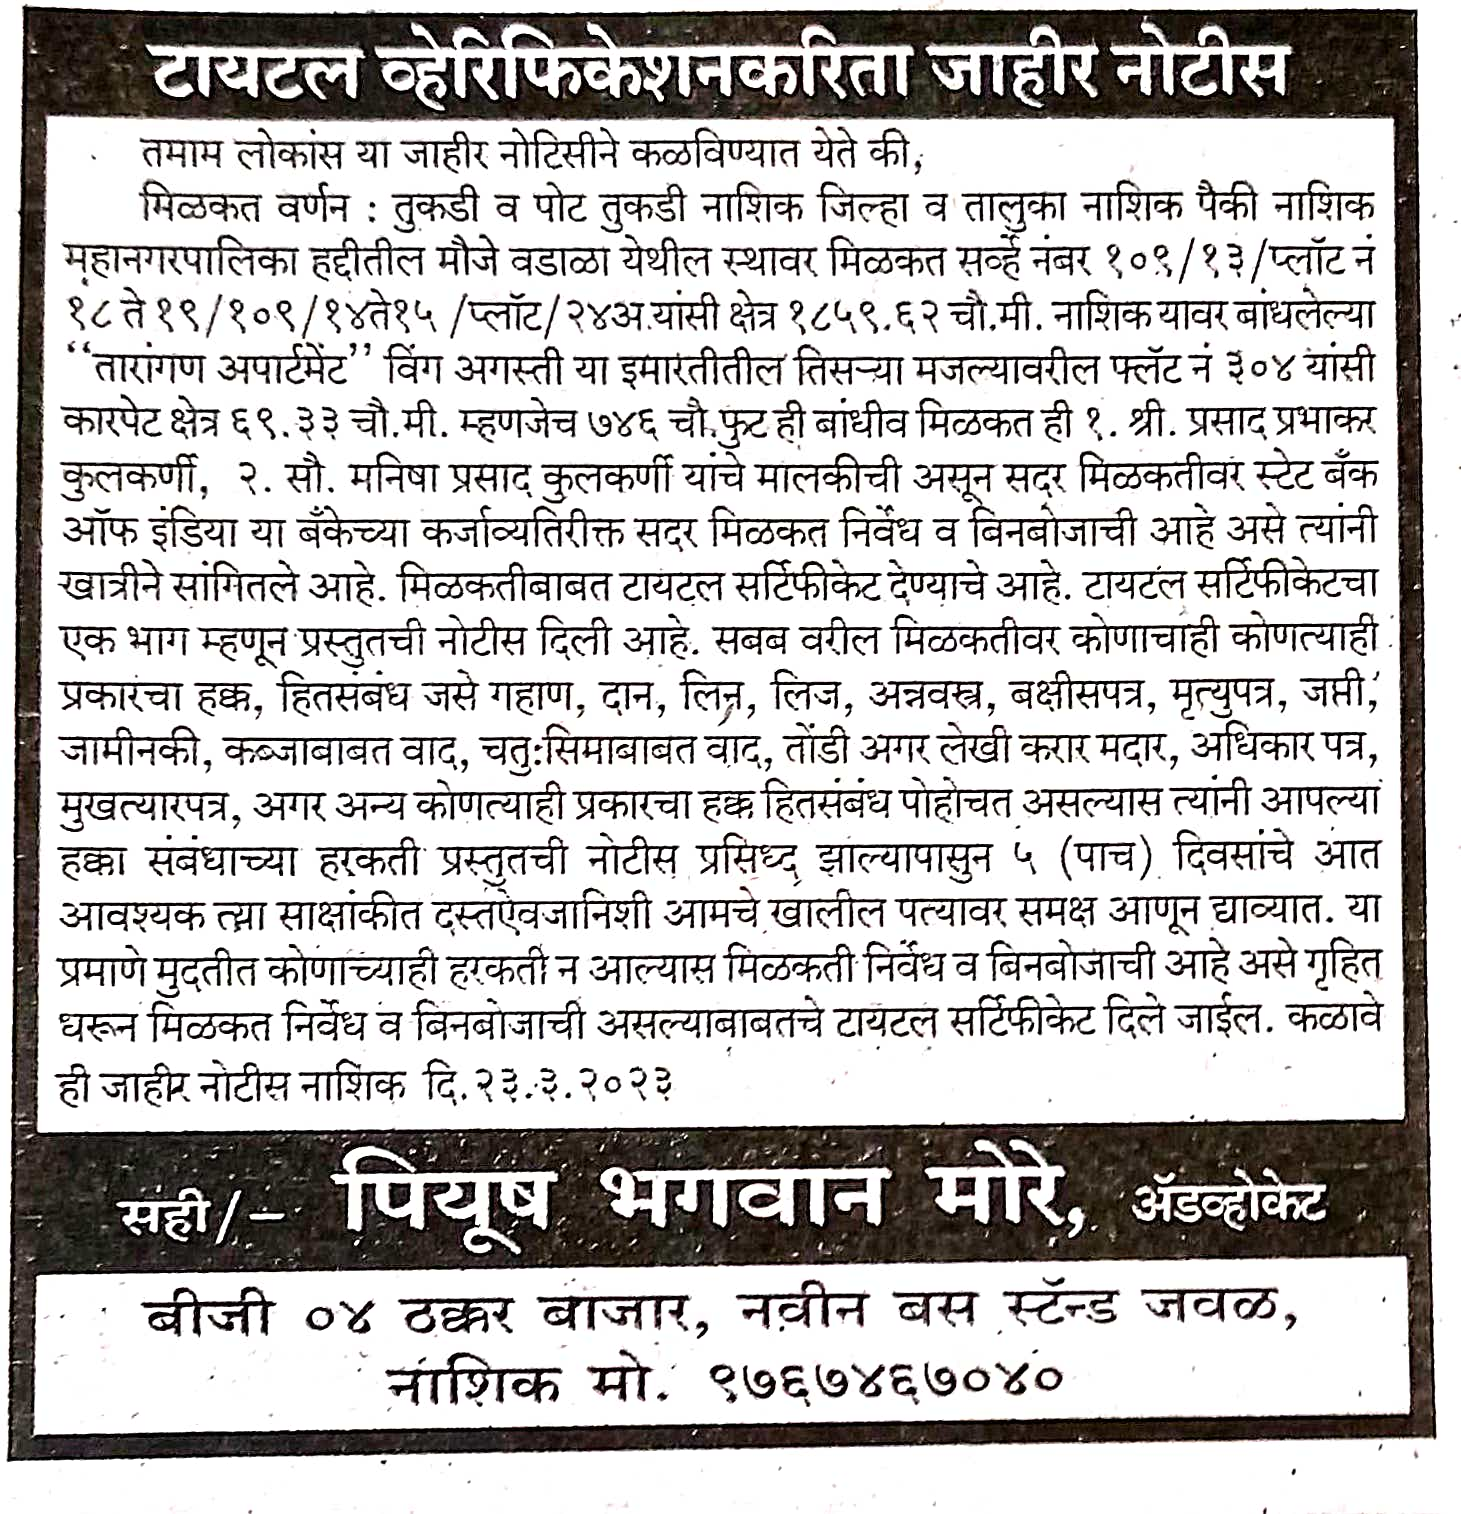 टायटल व्हेरिफिकेशनकरिता जाहीर नोटीस
तमाम लोकांस या जाहीर नोटिसीने कळविण्यात येते की,
मिळकत वर्णन : तुकडी व पोट तुकडी नाशिक जिल्हा व तालुका नाशिक पैकी नाशिक
महानगरपालिका हद्दीतील मौजे वडाळा येथील स्थावर मिळकत सर्व्हे नंबर १०९/१३/प्लॉट नं
१८ ते १९/१०९/१४ते१५ /प्लॉट/२४अ यांसी क्षेत्र १८५९.६२ चौ.मी. नाशिक यावर बांधलेल्या
“तारांगण अपार्टमेंट” विंग अगस्ती या इमारतीतील तिसऱ्या मजल्यावरील फ्लॅट नं ३०४ यांसी
कारपेट क्षेत्र ६९.३३ चौ.मी. म्हणजेच ७४६ चौ.फुट ही बांधीव मिळकत ही १. श्री. प्रसाद प्रभाकर
कुलकर्णी, २. सौ. मनिषा प्रसाद कुलकर्णी यांचे मालकीची असून सदर मिळकतीवर स्टेट बँक
ऑफ इंडिया या बँकेच्या कर्जाव्यतिरीक्त सदर मिळकत निर्वेध व बिनबोजाची आहे असे त्यांनी
खात्रीने सांगितले आहे. मिळकतीबाबत टायटल सर्टिफीकेट देण्याचे आहे. टायटल सर्टिफीकेटचा
एक भाग म्हणून प्रस्तुतची नोटीस दिली आहे. सबब वरील मिळकतीवर कोणाचाही कोणत्याही
प्रकारचा हक्क, हितसंबंध जसे गहाण, दान, लिन, लिज, अन्नवस्त्र, बक्षीसपत्र, मृत्युपत्र, जप्ती,
जामीनकी, कब्जाबाबत वाद, चतु:सिमाबाबत वाद, तोंडी अगर लेखी करार मदार, अधिकार पत्र,
मुखत्यारपत्र, अगर अन्य कोणत्याही प्रकारचा हक्क हितसंबंध पोहोचत असल्यास त्यांनी आपल्या
हक्का संबंधाच्या हरकती प्रस्तुतची नोटीस प्रसिध्द झाल्यापासुन ५ (पाच) दिवसांचे आत
आवश्यक त्या साक्षांकीत दस्तऐवजानिशी आमचे खालील पत्यावर समक्ष आणून द्याव्यात. या
प्रमाणे मुदतीत कोणाच्याही हरकती न आल्यास मिळकती निर्वेध व बिनबोजाची आहे असे गृहित
धरून मिळकत निर्वेध व बिनबोजाची असल्याबाबतचे टायटल सर्टिफीकेट दिले जाईल. कळावे
ही जाहीर नोटीस नाशिक दि.२३.३.२०२३
सही/– पियूष भगवान मोरे, ॲडव्होकेट
बीजी ०४ ठक्कर बाजार, नवीन बस स्टॅन्ड जवळ,
नाशिक मो. ९७६७४६७०४०